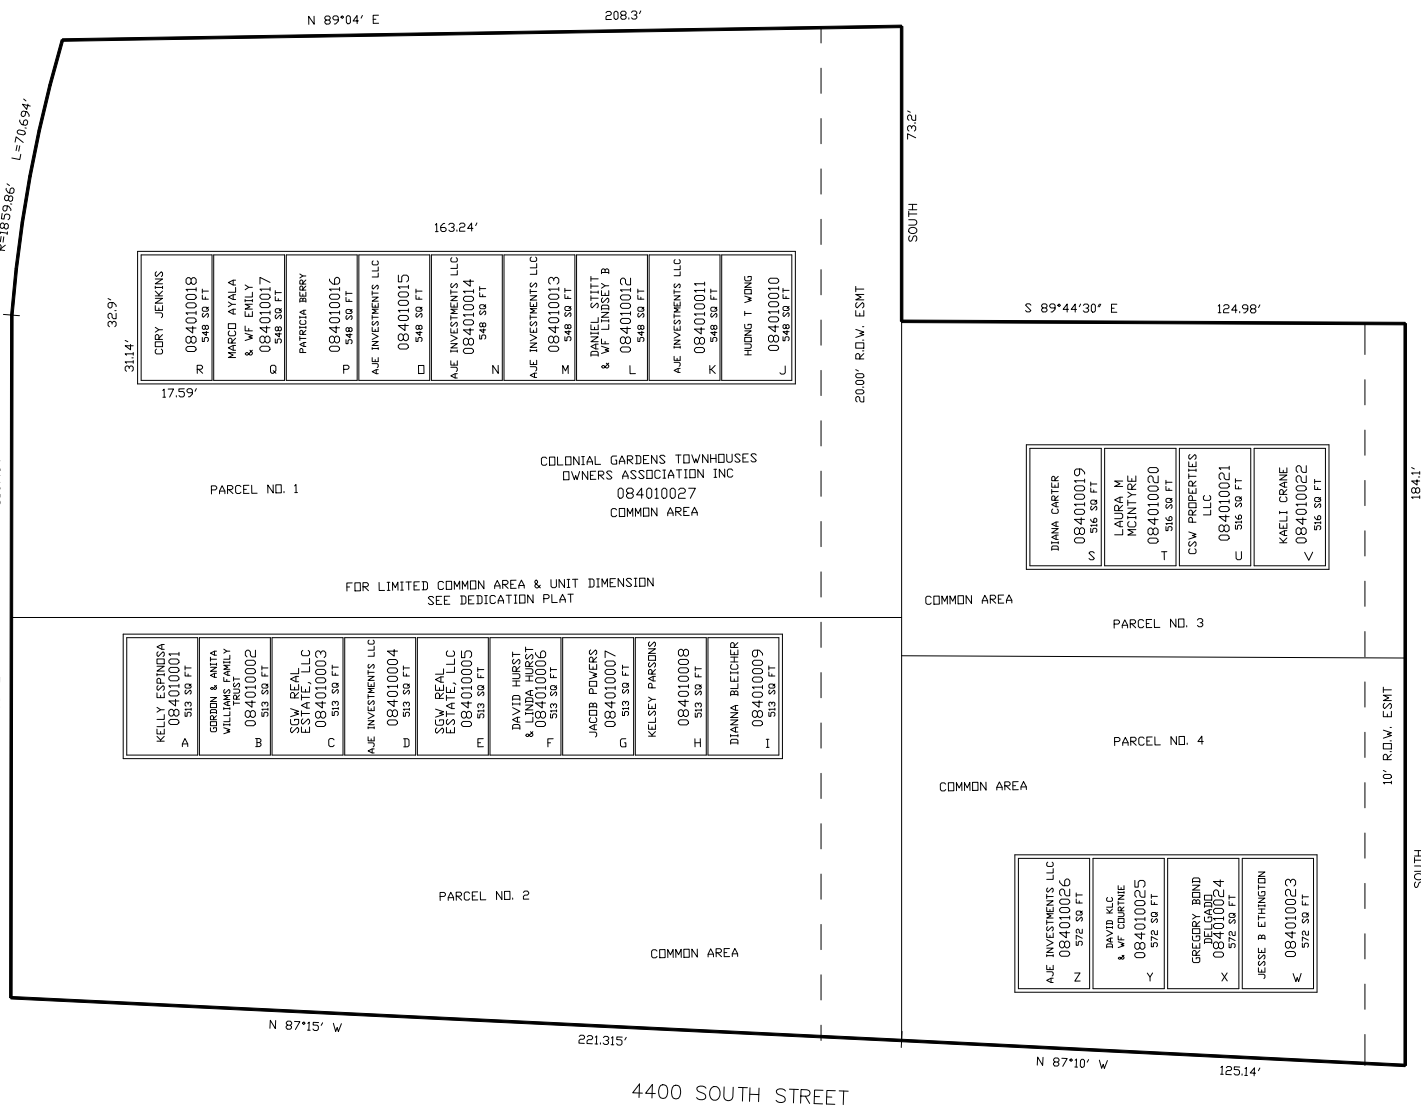 N 89°04' E
208.3'
L=70.694'
R=1859.86'
73.2'
SOUTH
163.24'
32.9'
31.14'
17.59'
CORY JENKINS
084010018
548 SQ FT
R
MARCO AYALA
& WF EMILY
084010017
548 SQ FT
Q
PATRICIA BERRY
084010016
548 SQ FT
P
AJE INVESTMENTS LLC
084010015
548 SQ FT
O
AJE INVESTMENTS LLC
084010014
548 SQ FT
N
AJE INVESTMENTS LLC
084010013
548 SQ FT
M
DANIEL STITT
& WF LINDSEY B
084010012
548 SQ FT
L
AJE INVESTMENTS LLC
084010011
548 SQ FT
K
HUONG T WONG
084010010
548 SQ FT
J
20.00' R.O.W. ESMT
S 89°44'30" E
124.98'
PARCEL NO. 1
COLONIAL GARDENS TOWNHOUSES
OWNERS ASSOCIATION INC
084010027
COMMON AREA
FOR LIMITED COMMON AREA & UNIT DIMENSION
SEE DEDICATION PLAT
DIANA CARTER
084010019
516 SQ FT
S
LAURA M
MCINTYRE
084010020
516 SQ FT
T
CSW PROPERTIES
LLC
084010021
516 SQ FT
U
KAELI CRANE
084010022
516 SQ FT
V
184.1'
COMMON AREA
PARCEL NO. 3
KELLY ESPINOSA
084010001
513 SQ FT
A
GORDON & ANITA
WILLIAMS FAMILY
TRUST
084010002
513 SQ FT
B
SGW REAL
ESTATE, LLC
084010003
513 SQ FT
C
AJE INVESTMENTS LLC
084010004
513 SQ FT
D
SGW REAL
ESTATE, LLC
084010005
513 SQ FT
E
DAVID HURST
& LINDA HURST
084010006
513 SQ FT
F
JACOB POWERS
084010007
513 SQ FT
G
KELSEY PARSONS
084010008
513 SQ FT
H
DIANNA BLEICHER
084010009
513 SQ FT
I
PARCEL NO. 4
10' R.O.W. ESMT
COMMON AREA
SOUTH
PARCEL NO. 2
COMMON AREA
AJE INVESTMENTS LLC
084010026
572 SQ FT
Z
DAVID KLC
& WF COURTNIE
084010025
572 SQ FT
Y
GREGORY BOND
DELGADO
084010024
572 SQ FT
X
JESSE B ETHINGTON
084010023
572 SQ FT
W
N 87°15' W
221.315'
N 87°10' W
125.14'
4400 SOUTH STREET